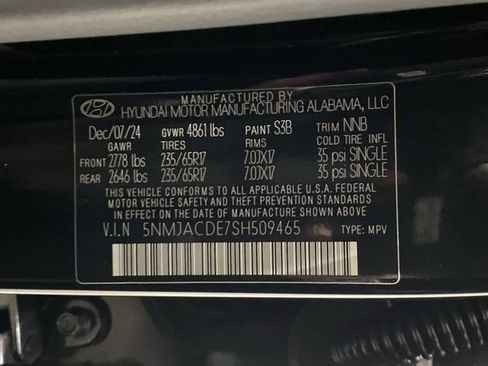 MANUFACTURED BY
HYUNDAI MOTOR MANUFACTURING ALABAMA, LLC
Dec/07/24 GVWR 4861 lbs PAINT S3B TRIM NNB
GAWR TIRES RIMS COLD TIRE INFL
FRONT 2778 lbs 235/65R17 7.0JX17 35 psi SINGLE
REAR 2646 lbs 235/65R17 7.0JX17 35 psi SINGLE
THIS VEHICLE CONFORMS TO ALL APPLICABLE U.S.A. FEDERAL
MOTOR VEHICLE SAFETY AND THEFT PREVENTION STANDARDS
IN EFFECT ON THE DATE OF MANUFACTURE SHOWN ABOVE.
V.I.N 5NMJACDE7SH509465 TYPE: MPV